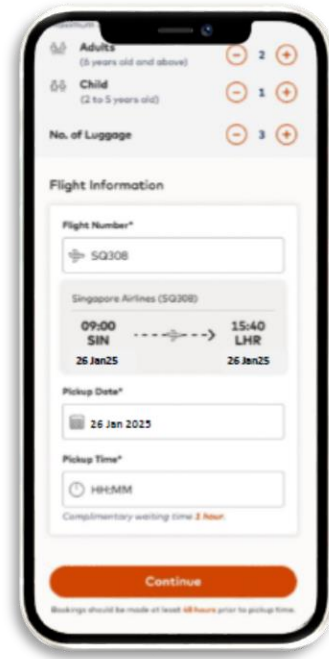 Adults
(6 years old and above)
2
Child
(2 to 5 years old)
1
No. of Luggage
3
Flight Information
Flight Number*
SQ308
Singapore Airlines (SQ308)
09:00 15:40
SIN LHR
26 Jan25 26 Jan25
Pickup Date*
26 Jan 2025
Pickup Time*
HH:MM
Complimentary waiting time 1 hour.
Continue
Bookings should be made at least 48 hours prior to pickup time.